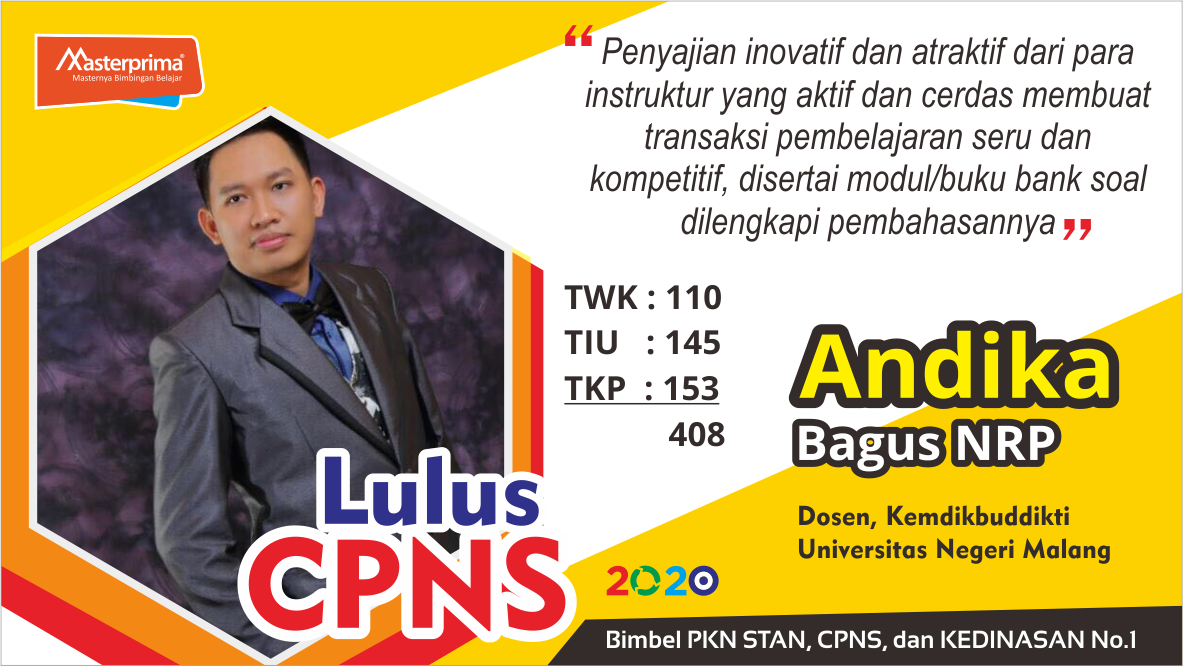 Masterprima®
Masternya Bimbingan Belajar
“Penyajian inovatif dan atraktif dari para
instruktur yang aktif dan cerdas membuat
transaksi pembelajaran seru dan
kompetitif, disertai modul/buku bank soal
dilengkapi pembahasannya”
TWK : 110
TIU : 145
TKP : 153
408
Andika
Bagus NRP
Dosen, Kemdikbuddikti
Universitas Negeri Malang
Lulus
CPNS
2020
Bimbel PKN STAN, CPNS, dan KEDINASAN No.1